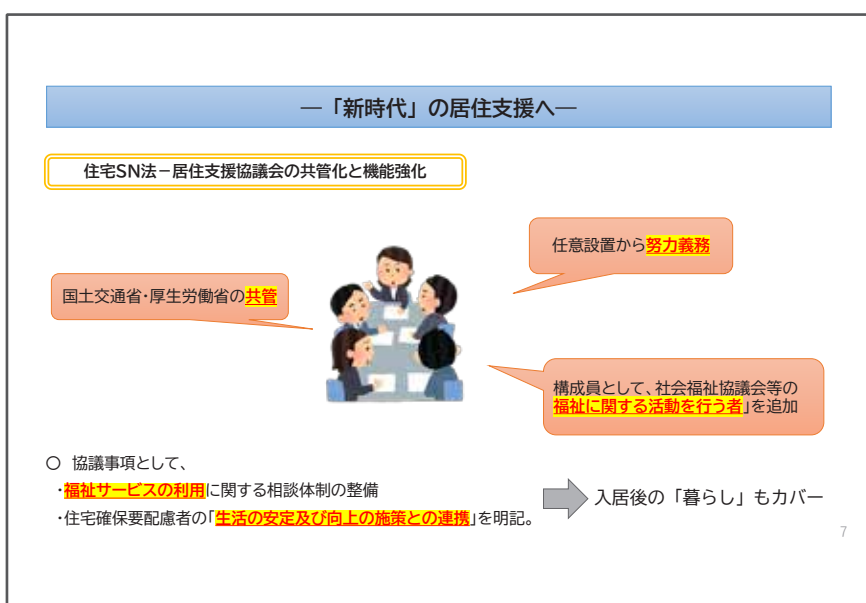 ―「新時代」の居住支援へ―
住宅SN法－居住支援協議会の共管化と機能強化
任意設置から努力義務
国土交通省・厚生労働省の共管
構成員として、社会福祉協議会等の
福祉に関する活動を行う者」を追加
〇 協議事項として、
・福祉サービスの利用に関する相談体制の整備
・住宅確保要配慮者の「生活の安定及び向上の施策との連携」を明記。
入居後の「暮らし」もカバー
7